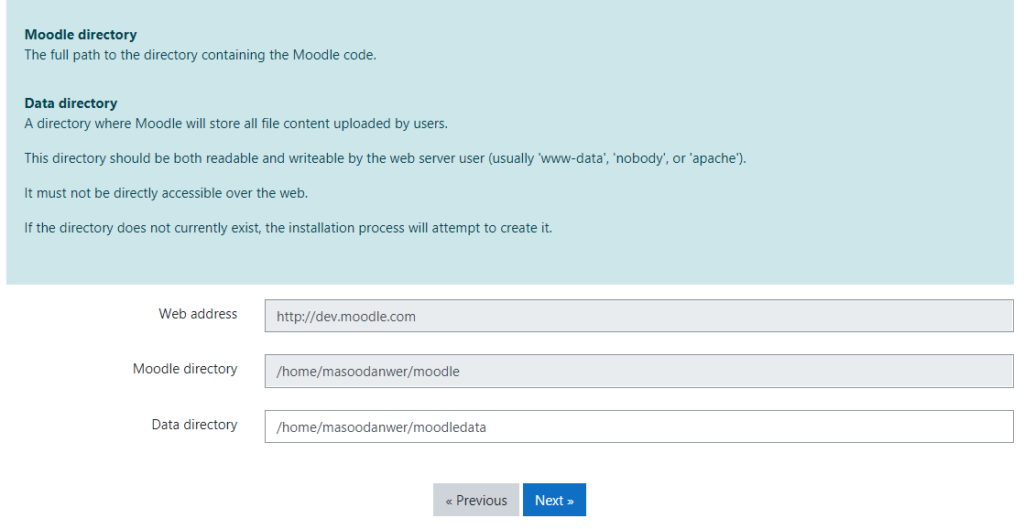 Moodle directory
The full path to the directory containing the Moodle code.
Data directory
A directory where Moodle will store all file content uploaded by users.
This directory should be both readable and writeable by the web server user (usually 'www-data', 'nobody', or 'apache').
It must not be directly accessible over the web.
If the directory does not currently exist, the installation process will attempt to create it.
Web address
http://dev.moodle.com
Moodle directory
/home/masoodanwer/moodle
Data directory
/home/masoodanwer/moodledata
« Previous
Next »